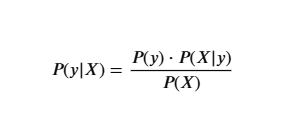 P(y|X) = P(y) · P(X|y) / P(X)